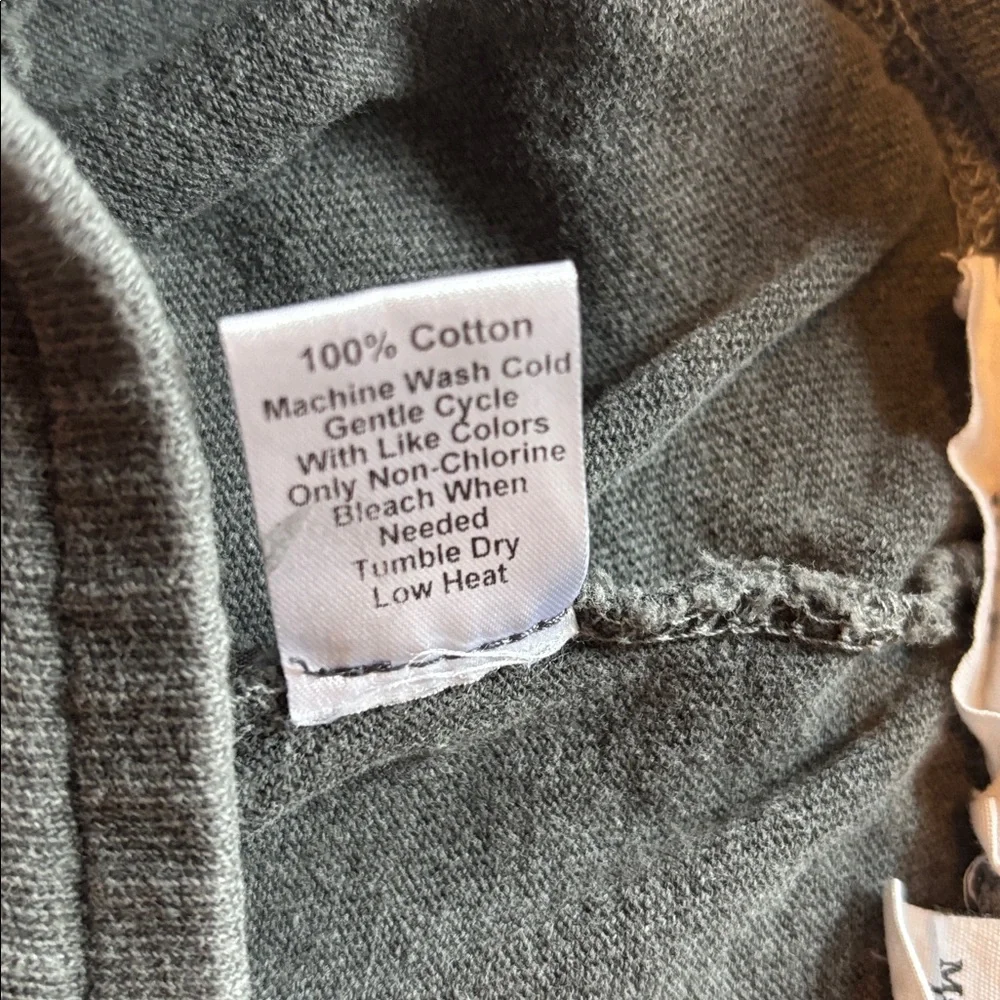 100% Cotton
Machine Wash Cold
Gentle Cycle
With Like Colors
Only Non-Chlorine
Bleach When
Needed
Tumble Dry
Low Heat
M